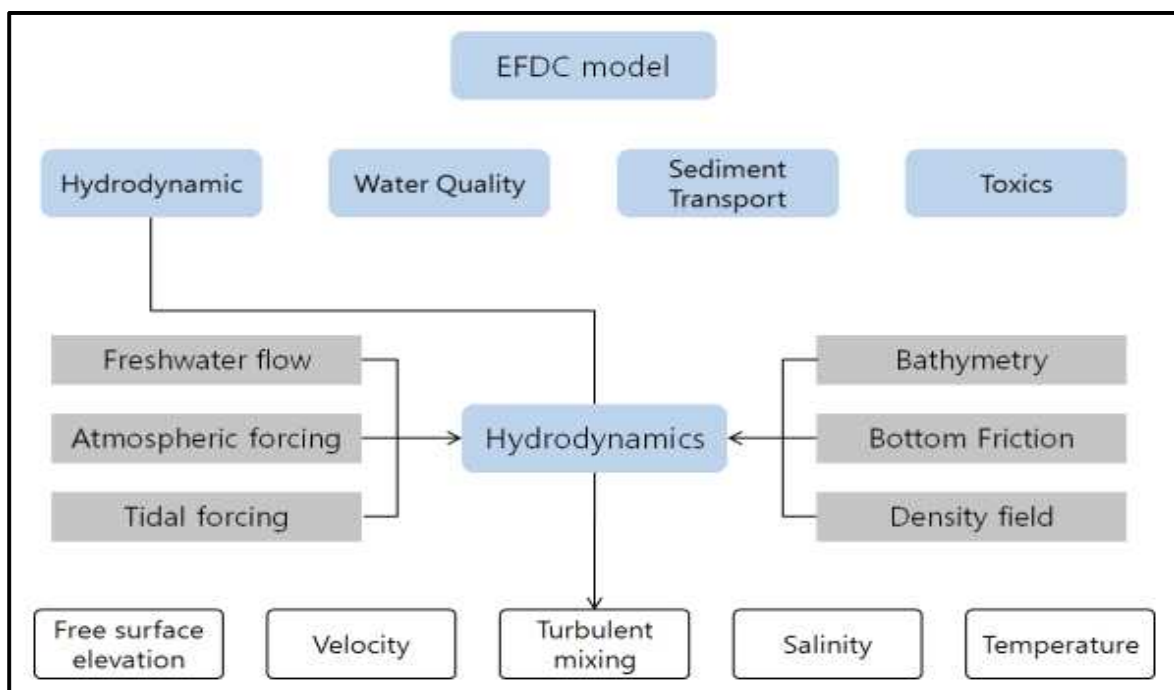 EFDC model
Hydrodynamic
Water Quality
Sediment
Transport
Toxics
Freshwater flow
Atmospheric forcing
Tidal forcing
Hydrodynamics
Bathymetry
Bottom Friction
Density field
Free surface
elevation
Velocity
Turbulent
mixing
Salinity
Temperature